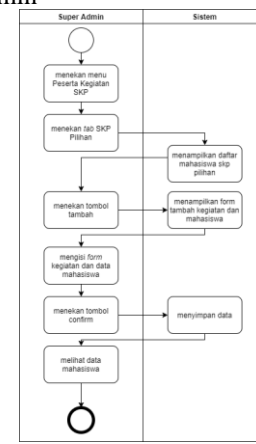 Super Admin
Sistem
menekan menu
Peserta Kegiatan
SKP
menekan tab SKP
Pilihan
menampilkan daftar
mahasiswa skp
pilihan
menekan tombol
tambah
menampilkan form
tambah kegiatan dan
mahasiswa
mengisi form
kegiatan dan data
mahasiswa
menekan tombol
confirm
menyimpan data
melihat data
mahasiswa